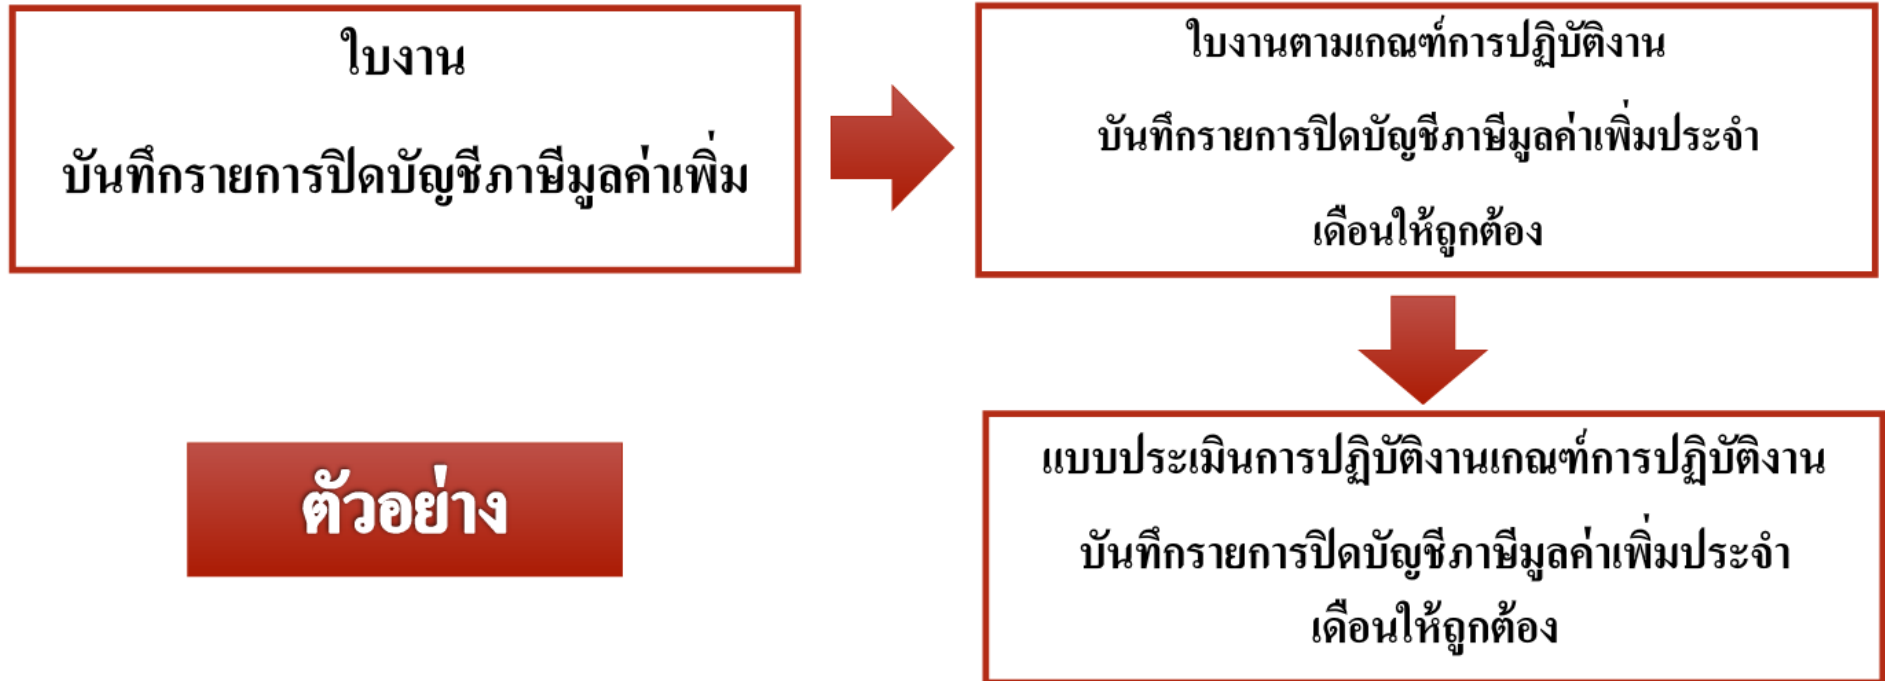 ใบงาน
บันทึกรายการปิดบัญชีภาษีมูลค่าเพิ่ม
ใบงานตามเกณฑ์การปฏิบัติงาน
บันทึกรายการปิดบัญชีภาษีมูลค่าเพิ่มประจำ
เดือนให้ถูกต้อง
แบบประเมินการปฏิบัติงานเกณฑ์การปฏิบัติงาน
บันทึกรายการปิดบัญชีภาษีมูลค่าเพิ่มประจำ
เดือนให้ถูกต้อง
ตัวอย่าง